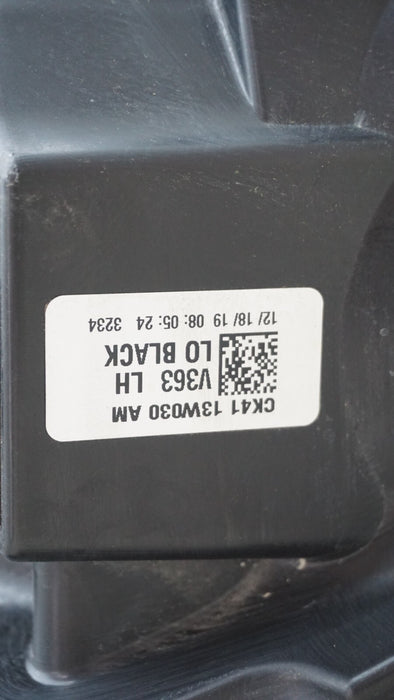 CK41 13W030 AM
V363 LH
LO BLACK
12/18/19 08:05:24 3234